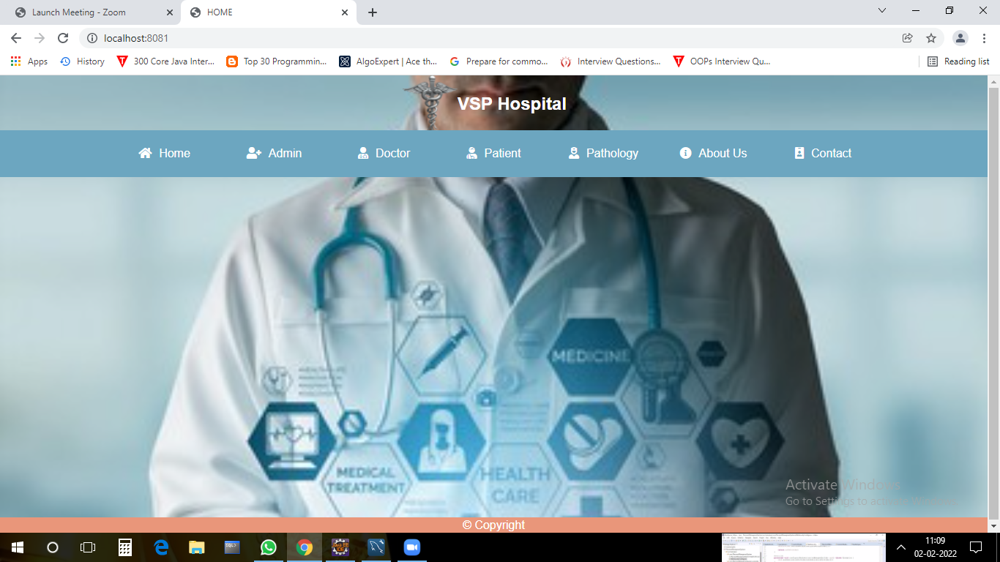 Launch Meeting - Zoom
HOME
localhost:8081
Apps
History
300 Core Java Inter...
Top 30 Programmin...
AlgoExpert | Ace th...
Prepare for commo...
Interview Questions...
OOPs Interview Qu...
Reading list
VSP Hospital
Home
Admin
Doctor
Patient
Pathology
About Us
Contact
MEDICINE
MEDICAL
TREATMENT
HEALTH
CARE
Activate Windows
Go to Settings to
© Copyright
11:09
02-02-2022